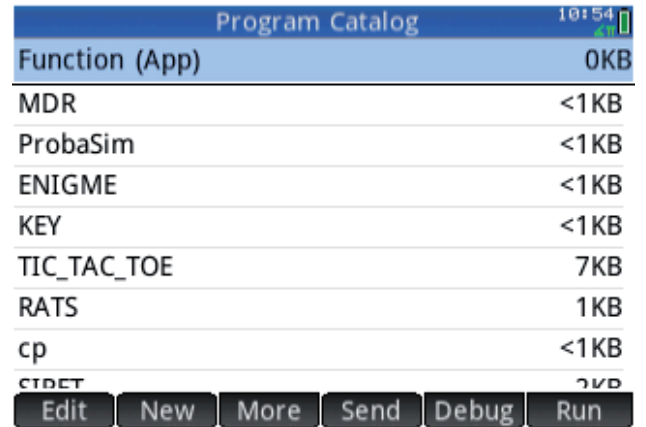 Program Catalog 10:54
∡π
Function (App) 0KB
MDR <1KB
ProbaSim <1KB
ENIGME <1KB
KEY <1KB
TIC_TAC_TOE 7KB
RATS 1KB
cp <1KB
Edit New More Send Debug Run